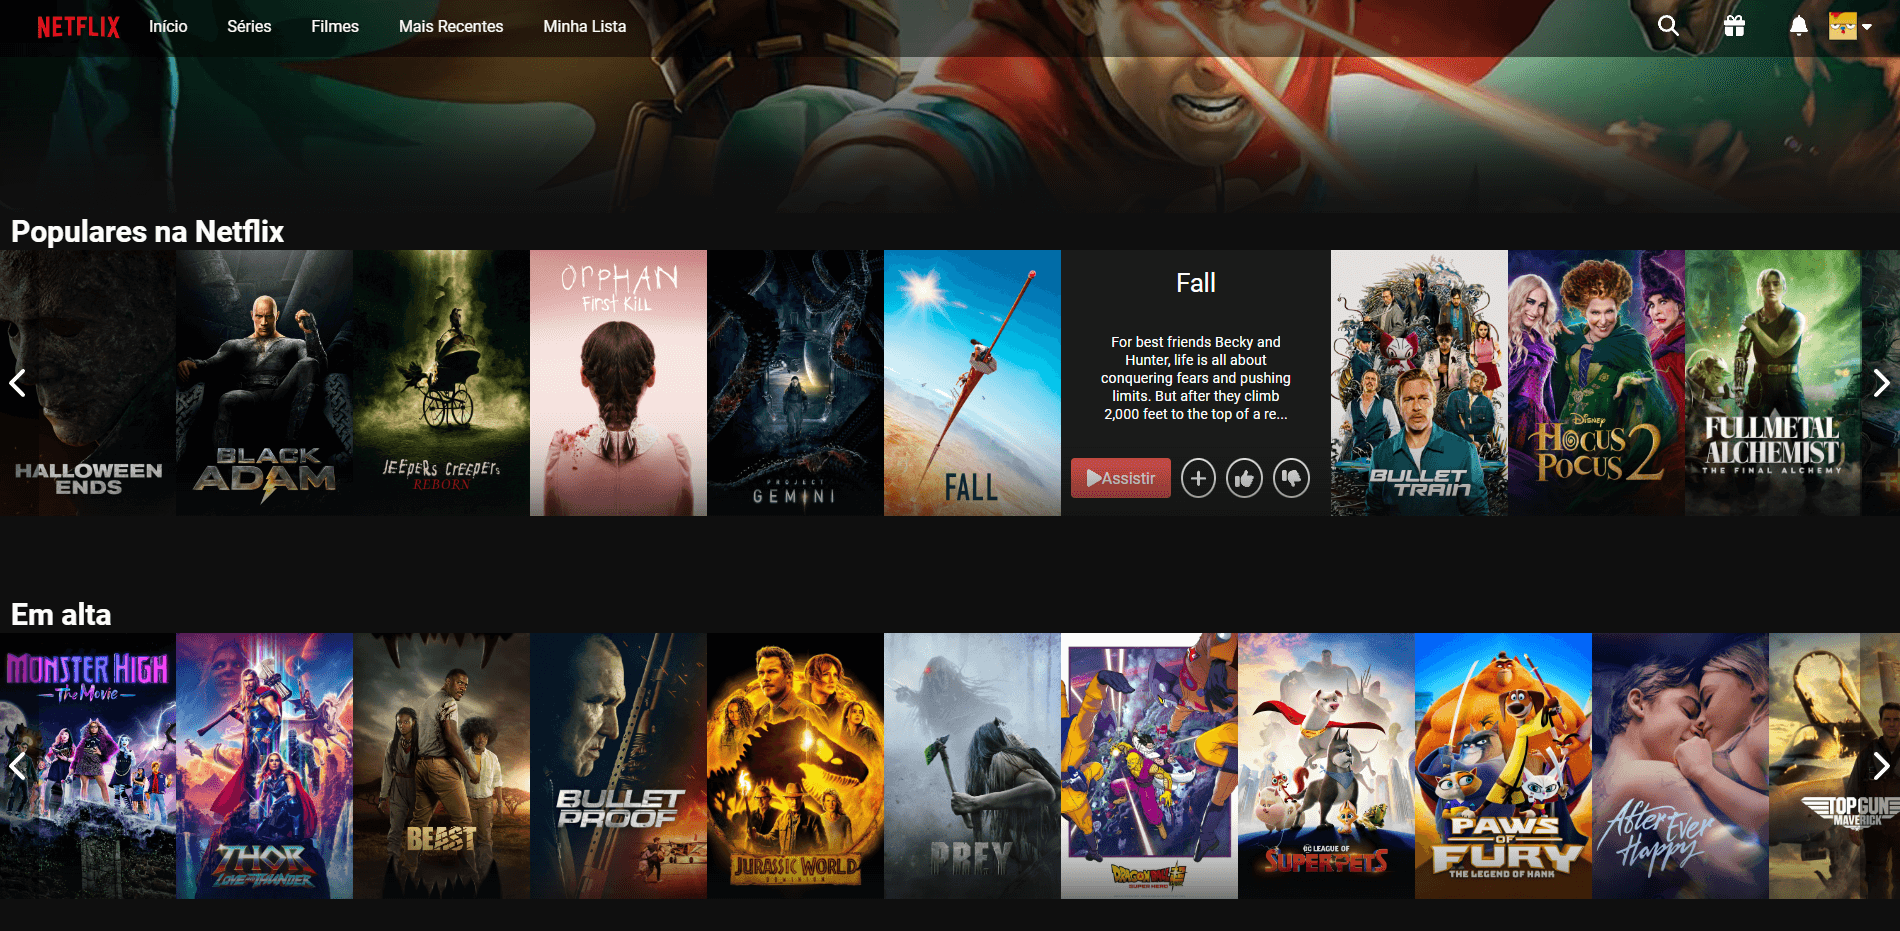 NETFLIX
Início
Séries
Filmes
Mais Recentes
Minha Lista
Populares na Netflix
HALLOWEEN
ENDS
BLACK
ADAM
JEEPERS CREEPERS
REBORN
ORPHAN
First Kill
PROJECT
GEMINI
FALL
Fall
For best friends Becky and
Hunter, life is all about
conquering fears and pushing
limits. But after they climb
2,000 feet to the top of a re...
Assistir
BULLET
TRAIN
Disney
HOCUS
POCUS 2
FULLMETAL
ALCHEMIST
THE FINAL ALCHEMY
Em alta
MONSTER HIGH
The Movie
THOR
LOVE AND THUNDER
BEAST
BULLET
PROOF
JURASSIC WORLD
DOMINION
PREY
DRAGON BALL
SUPER HERO
DC LEAGUE OF
SUPER-PETS
PAWS
OF
FURY
THE LEGEND OF HANK
After Ever
Happy
TOP GUN
MAVERICK